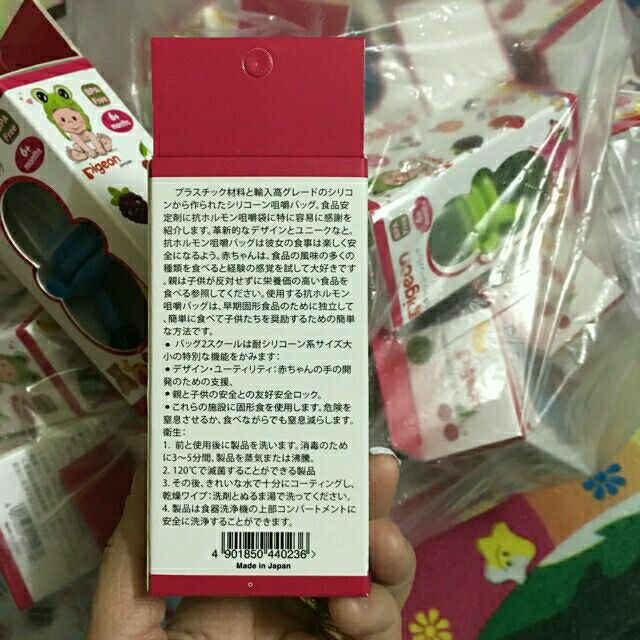 プラスチック材料と輸入高グレードのシリコ
ンから作られたシリコーン咀嚼バッグ。食品安
定剤に抗ホルモン咀嚼袋に特に容易に感謝を
紹介します。革新的なデザインとユニークなと。
抗ホルモン咀嚼バッグは彼女の食事は楽しく安
全になるよう。赤ちゃんは、食品の風味の多くの
種類を食べると経験の感覚を試して大好きです
.親は子供が反対せずに栄養価の高い食品を
食べる参照してください。使用する抗ホルモン
咀嚼バッグは、早期固形食品のために独立して
、簡単に食べて子供たちを奨励するための簡単
な方法です。
● バッグ2スクールは耐シリコーン系サイズ大
小の特別な機能をかみます:
● デザイン・ユーティリティ:赤ちゃんの手の開
発のための支援、
● 親と子供の安全との友好安全ロック。
● これらの施設に固形食を使用します。危険を
窒息させるか、食べながらでも窒息減らします。
衛生:
1. 前と使用後に製品を洗います。消毒のため
に3〜5分間、製品を蒸気または沸騰。
2. 120℃で滅菌することができる製品
3. その後、きれいな水で十分にコーティングし、
乾燥ワイプ:洗剤とぬるま湯で洗ってください。
4. 製品は食器洗浄機の上部コンパートメントに
安全に洗浄することができます。
4 901850 440236>
Made in Japan
BPA Free
6+ months
Pigeon
Pigeon